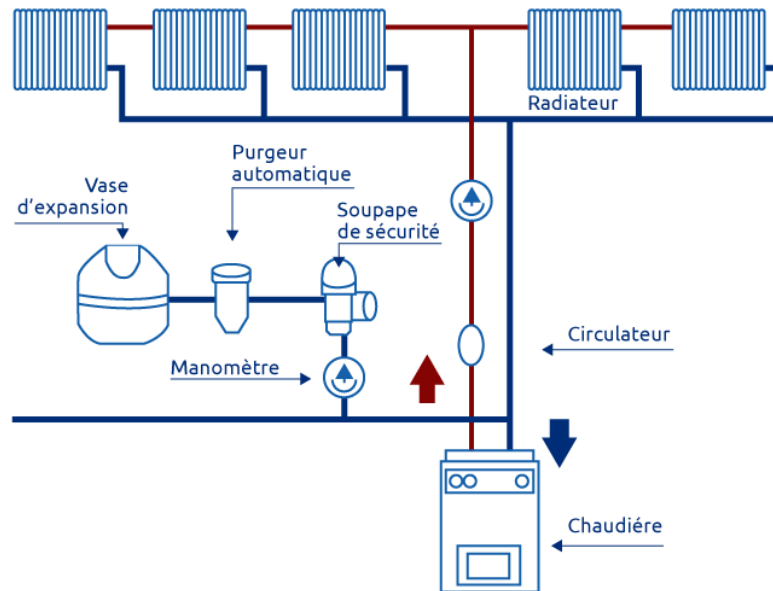 Radiateur
Purgeur
automatique
Vase
d'expansion
Soupape
de sécurité
Circulateur
Manomètre
Chaudiére